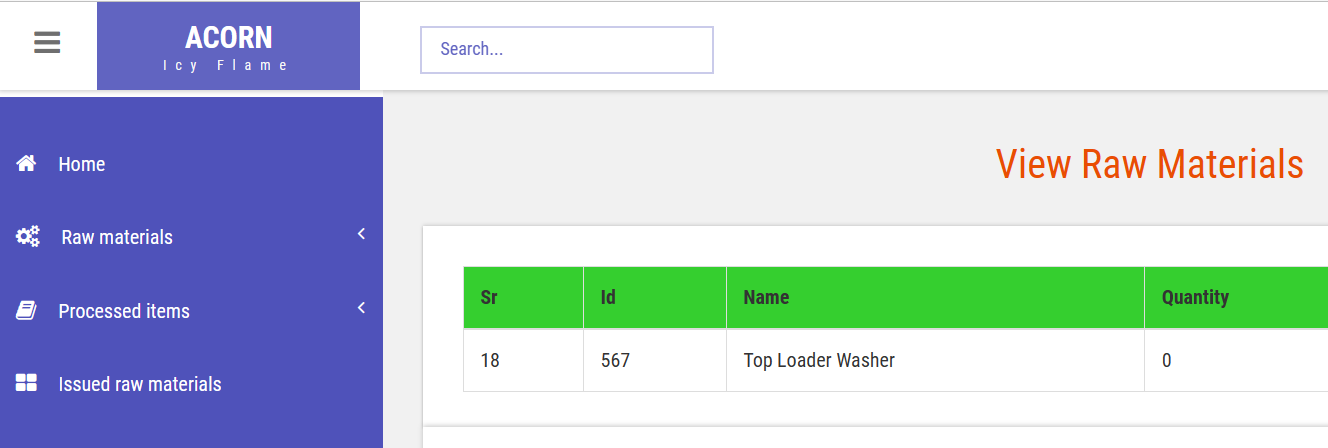 ACORN
Icy Flame
Search...
Home
Raw materials
Processed items
Issued raw materials
View Raw Materials
Sr Id Name Quantity
18 567 Top Loader Washer 0